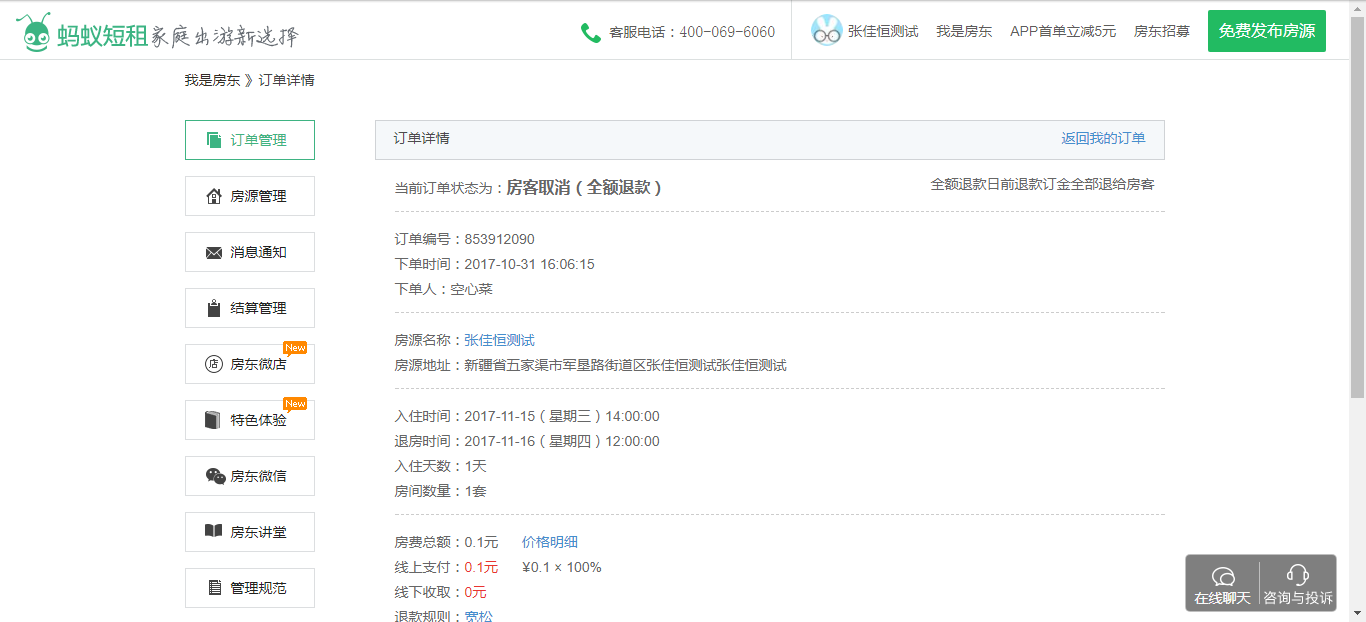 蚂蚁短租 家庭出游新选择
客服电话：400-069-6060
张佳恒测试 我是房东 APP首单立减5元 房东招募 免费发布房源
我是房东 》订单详情
订单管理
房源管理
消息通知
结算管理
店 房东微店 New
特色体验 New
房东微信
房东讲堂
管理规范
订单详情 返回我的订单
当前订单状态为：房客取消（全额退款） 全额退款日前退款订金全部退给房客
订单编号：853912090
下单时间：2017-10-31 16:06:15
下单人：空心菜
房源名称：张佳恒测试
房源地址：新疆省五家渠市军垦路街道区张佳恒测试张佳恒测试
入住时间：2017-11-15（星期三）14:00:00
退房时间：2017-11-16（星期四）12:00:00
入住天数：1天
房间数量：1套
房费总额：0.1元 价格明细
线上支付：0.1元 ¥0.1 × 100%
线下收取：0元
退款规则：宽松
在线聊天 咨询与投诉